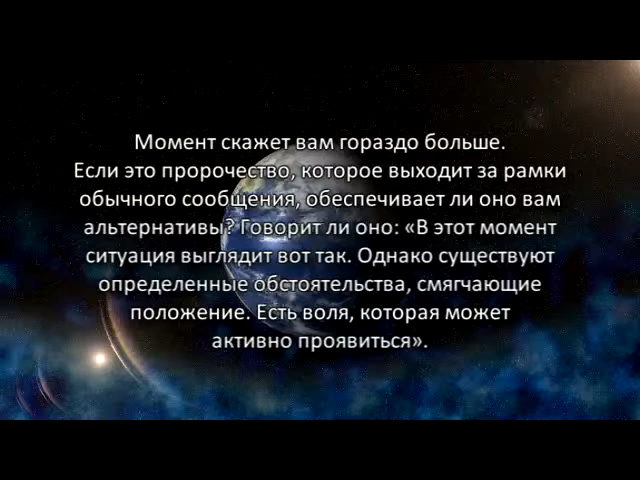 Момент скажет вам гораздо больше.
Если это пророчество, которое выходит за рамки
обычного сообщения, обеспечивает ли оно вам
альтернативы? Говорит ли оно: «В этот момент
ситуация выглядит вот так. Однако существуют
определенные обстоятельства, смягчающие
положение. Есть воля, которая может
активно проявиться».